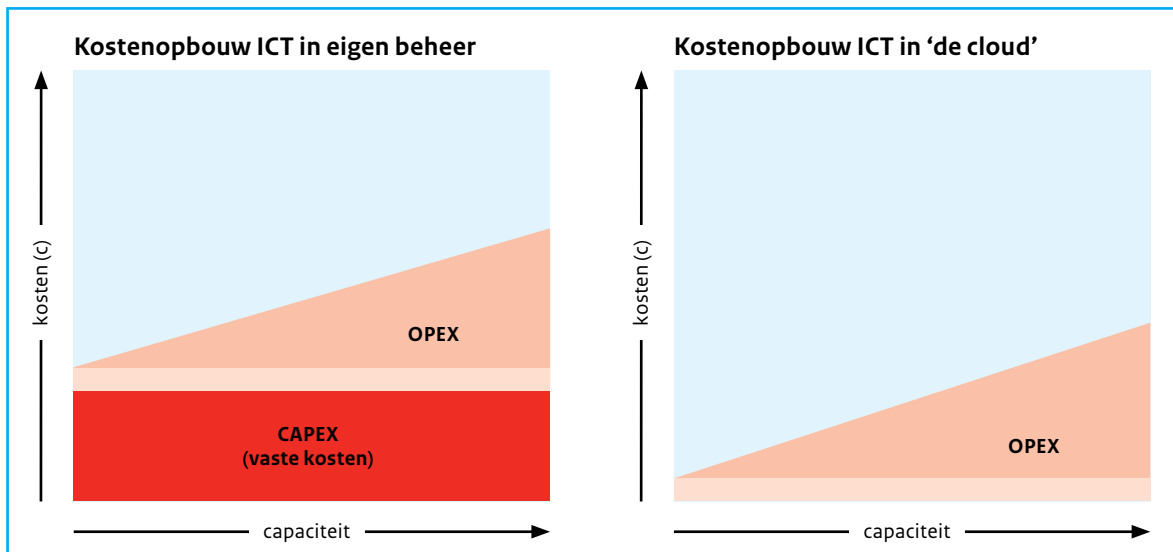 Kostenopbouw ICT in eigen beheer
kosten (c)
OPEX
CAPEX
(vaste kosten)
capaciteit
Kostenopbouw ICT in ‘de cloud’
kosten (c)
OPEX
capaciteit